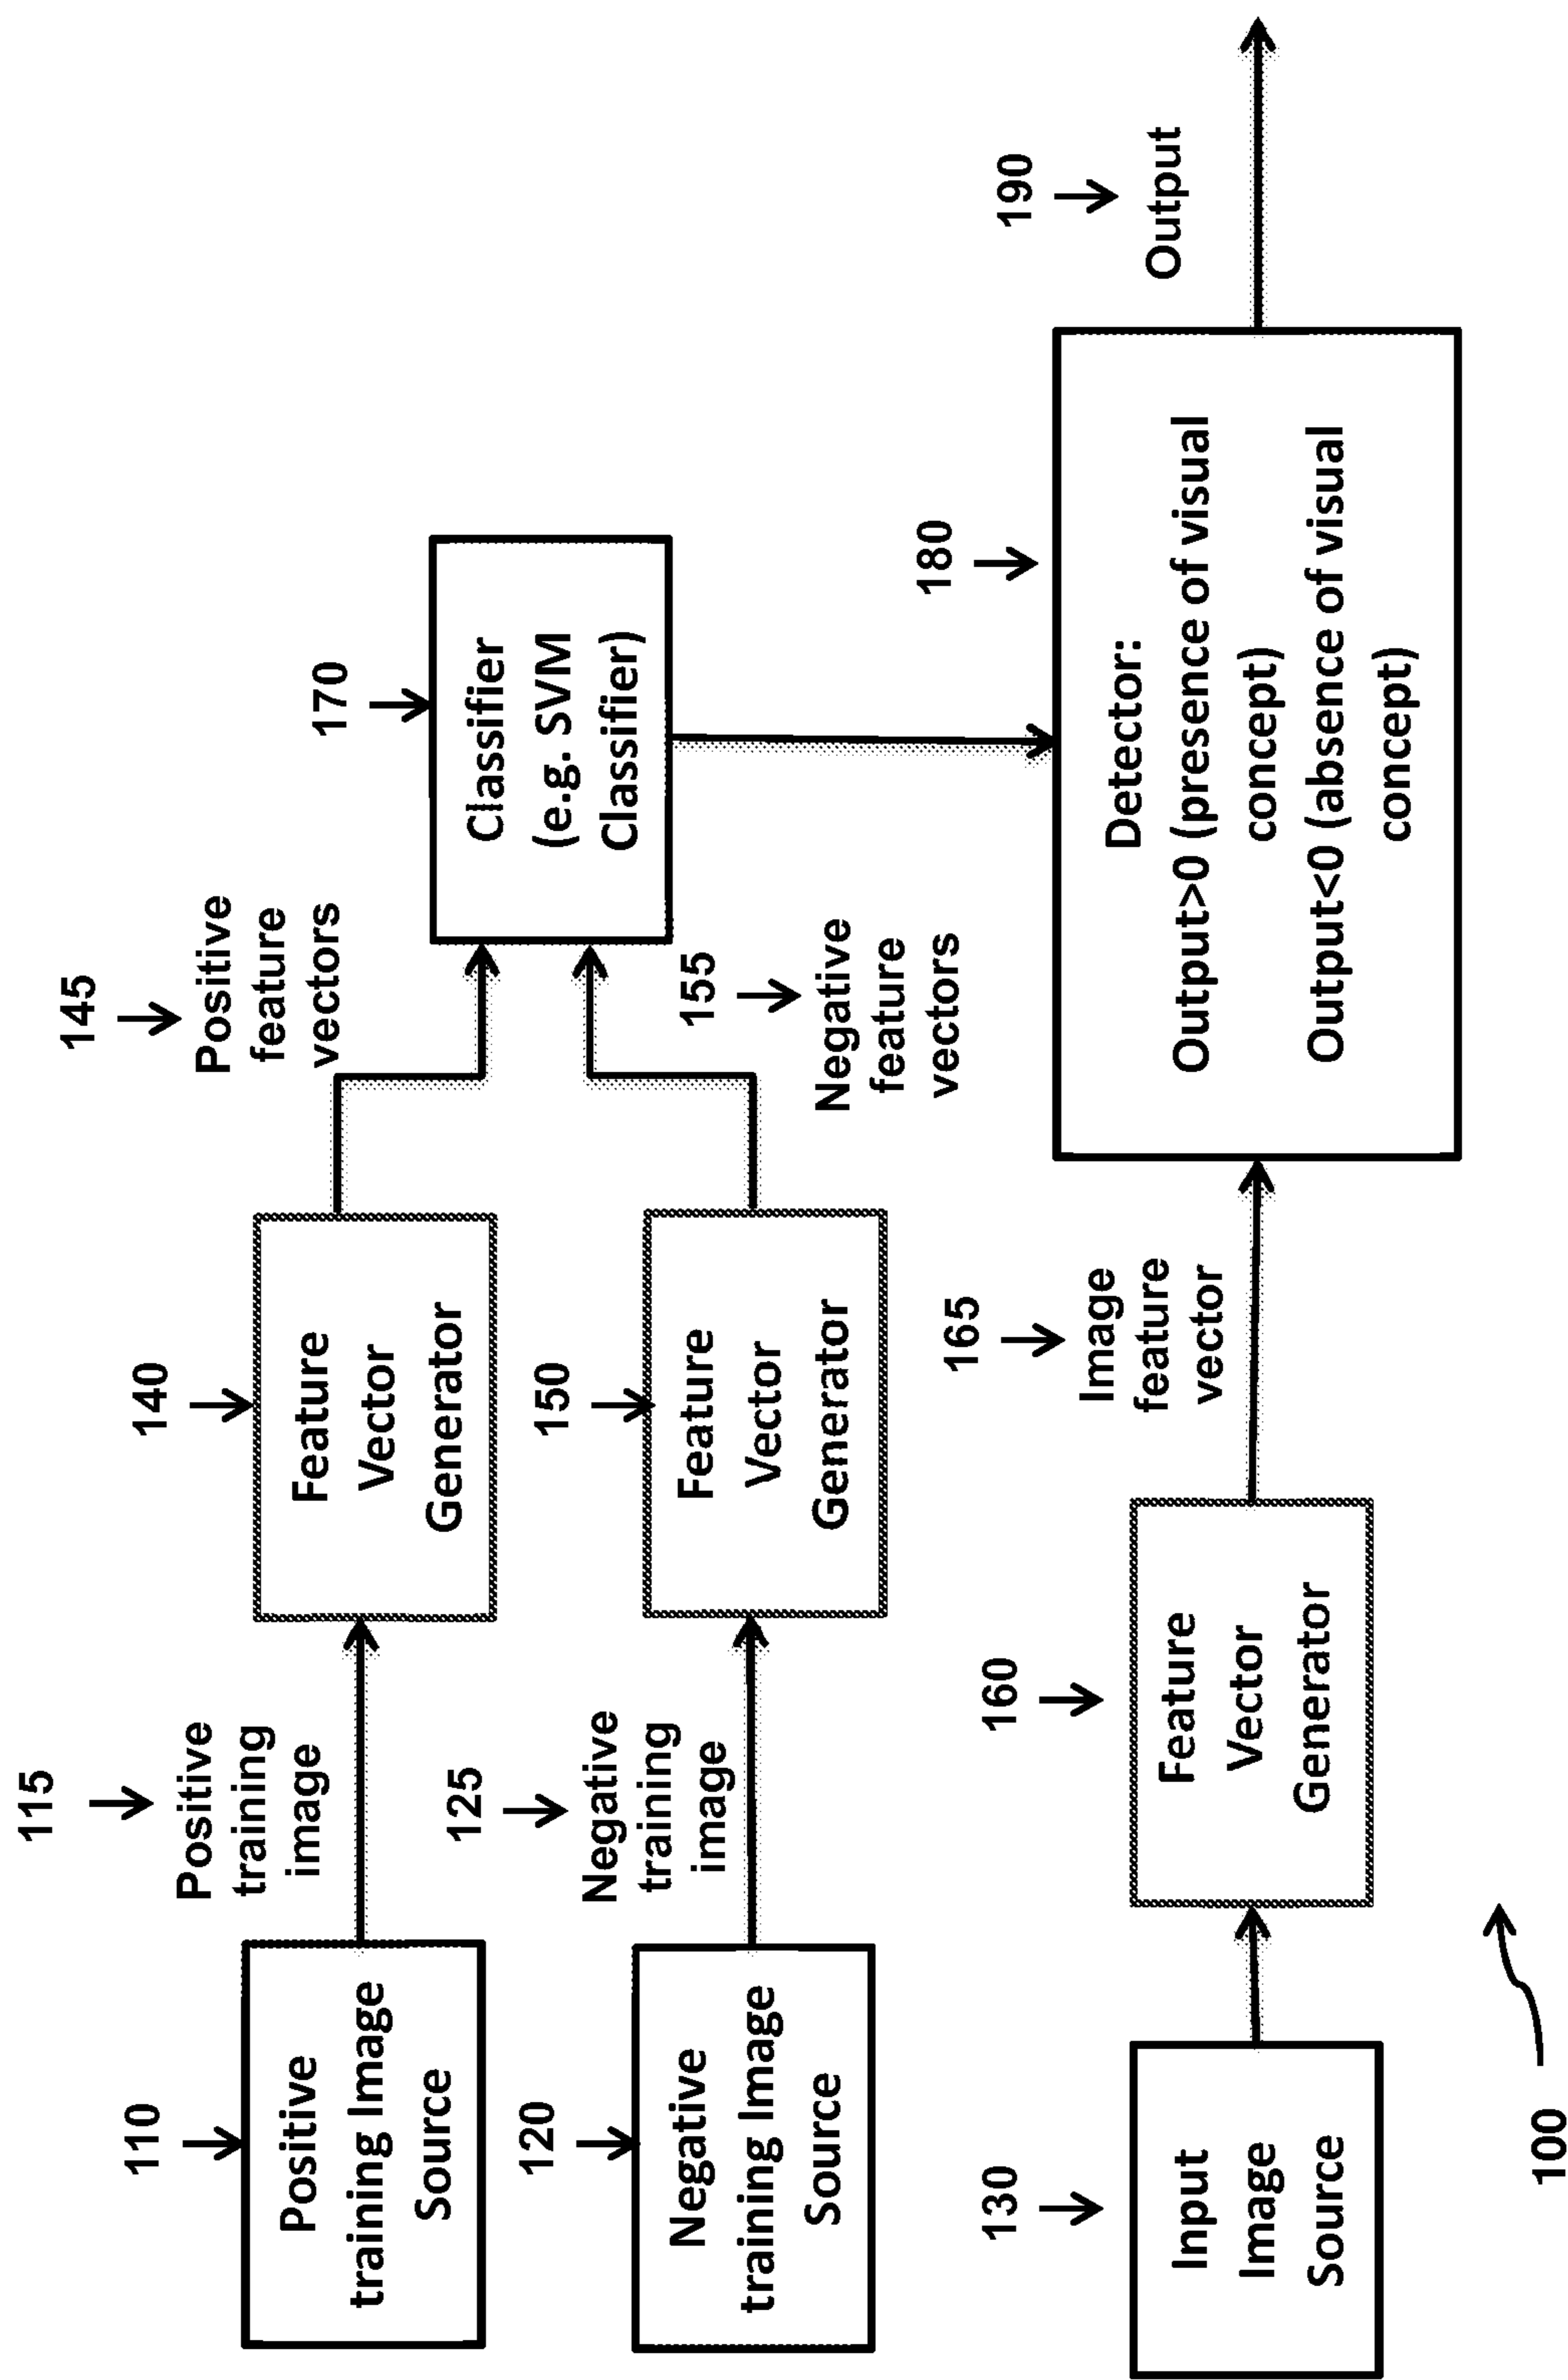 110
Positive
training Image
Source
115
Positive
training
image
140
Feature
Vector
Generator
145
Positive
feature
vectors
170
Classifier
(e.g. SVM
Classifier)
120
Negative
training Image
Source
125
Negative
training
image
150
Feature
Vector
Generator
155
Negative
feature
vectors
130
Input
Image
Source
160
Feature
Vector
Generator
165
Image
feature
vector
180
Detector:
Output>0 (presence of visual
concept)
Output<0 (absence of visual
concept)
190
Output
100